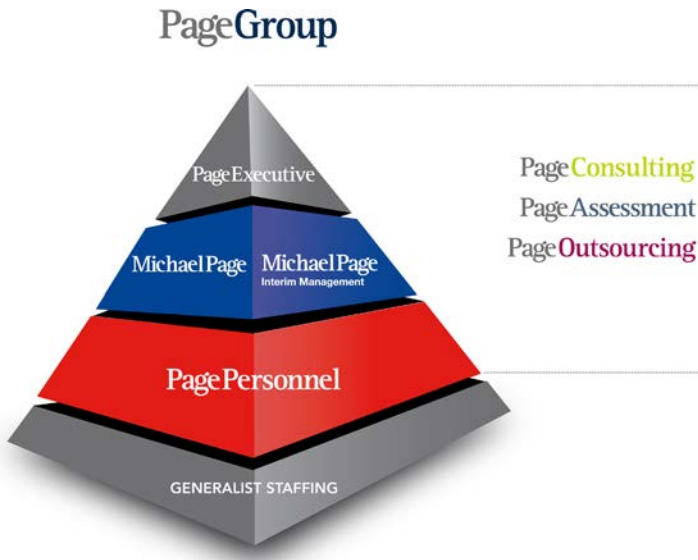 PageGroup
PageExecutive
PageConsulting
PageAssessment
PageOutsourcing
MichaelPage
MichaelPage
Interim Management
PagePersonnel
GENERALIST STAFFING